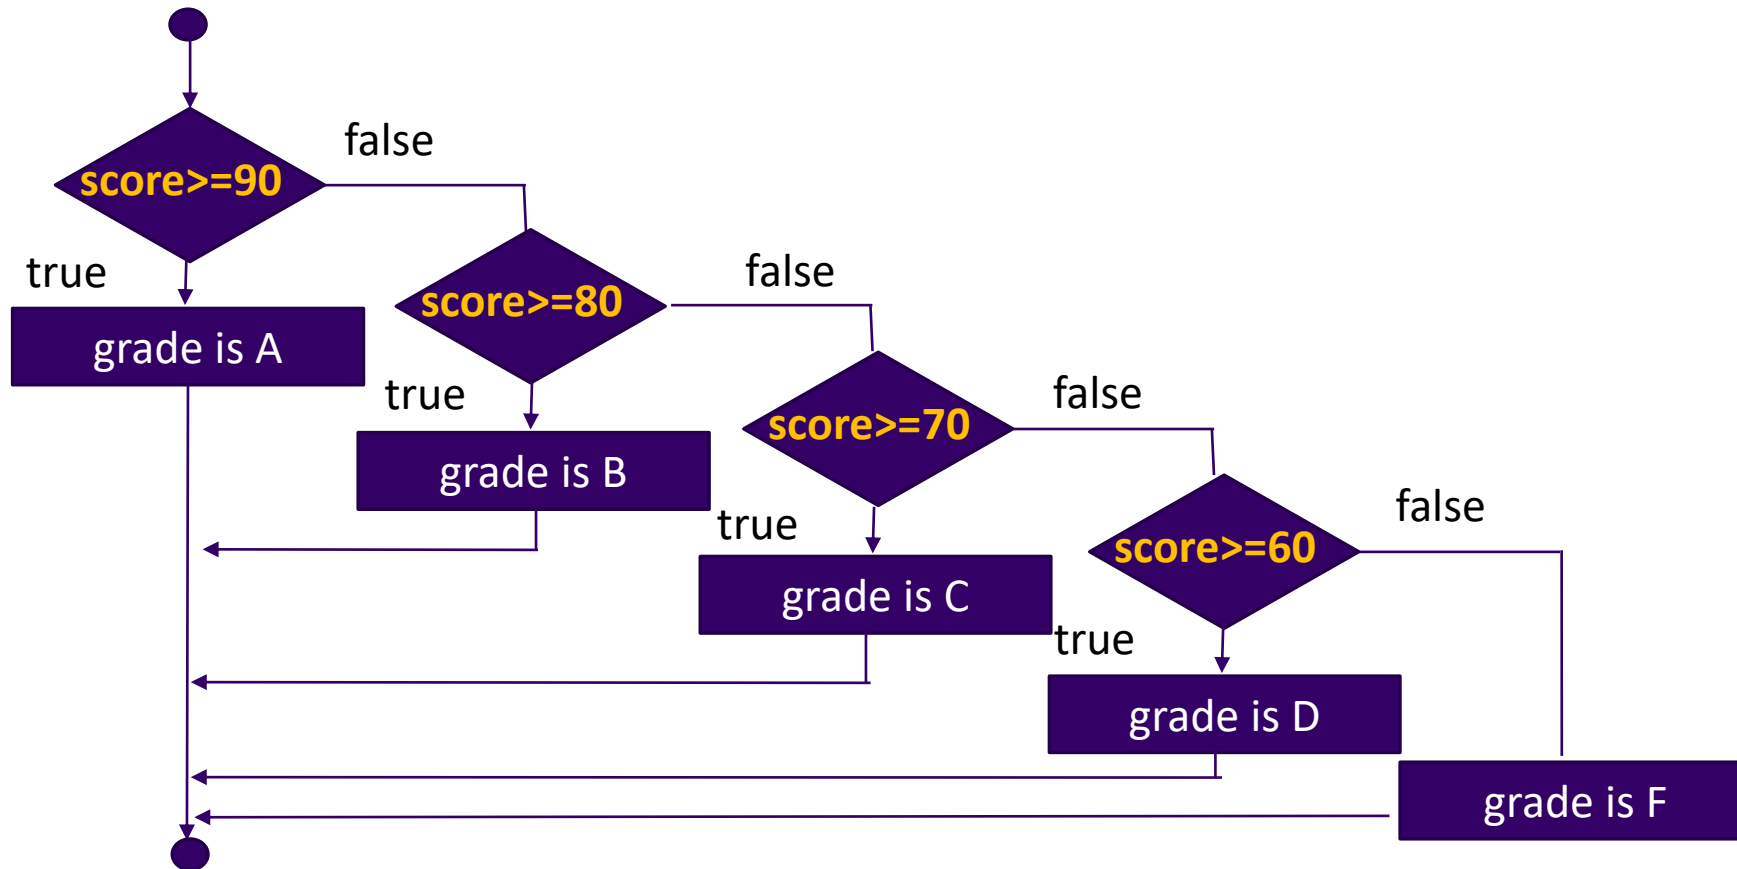 false
score>=90
true
false
score>=80
grade is A
true
false
score>=70
grade is B
true
false
score>=60
grade is C
true
grade is D
grade is F